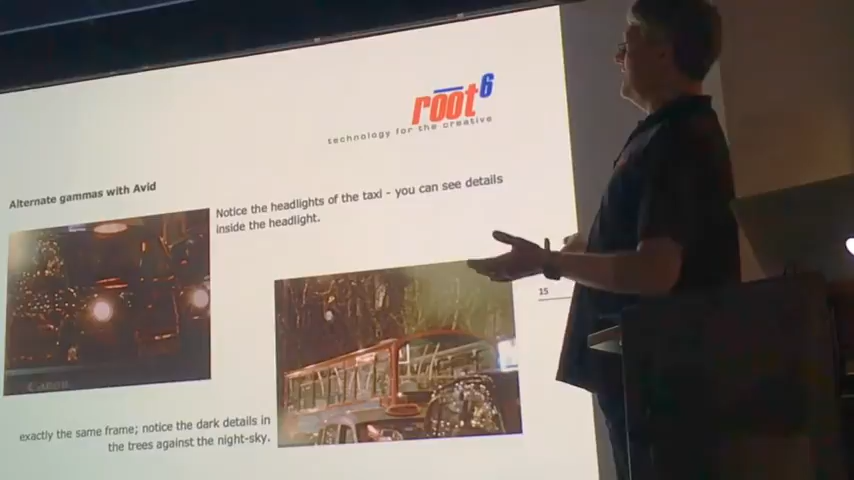 root6
technology for the creative
Alternate gammas with Avid
Notice the headlights of the taxi - you can see details
inside the headlight.
15
Canon
exactly the same frame; notice the dark details in
the trees against the night-sky.